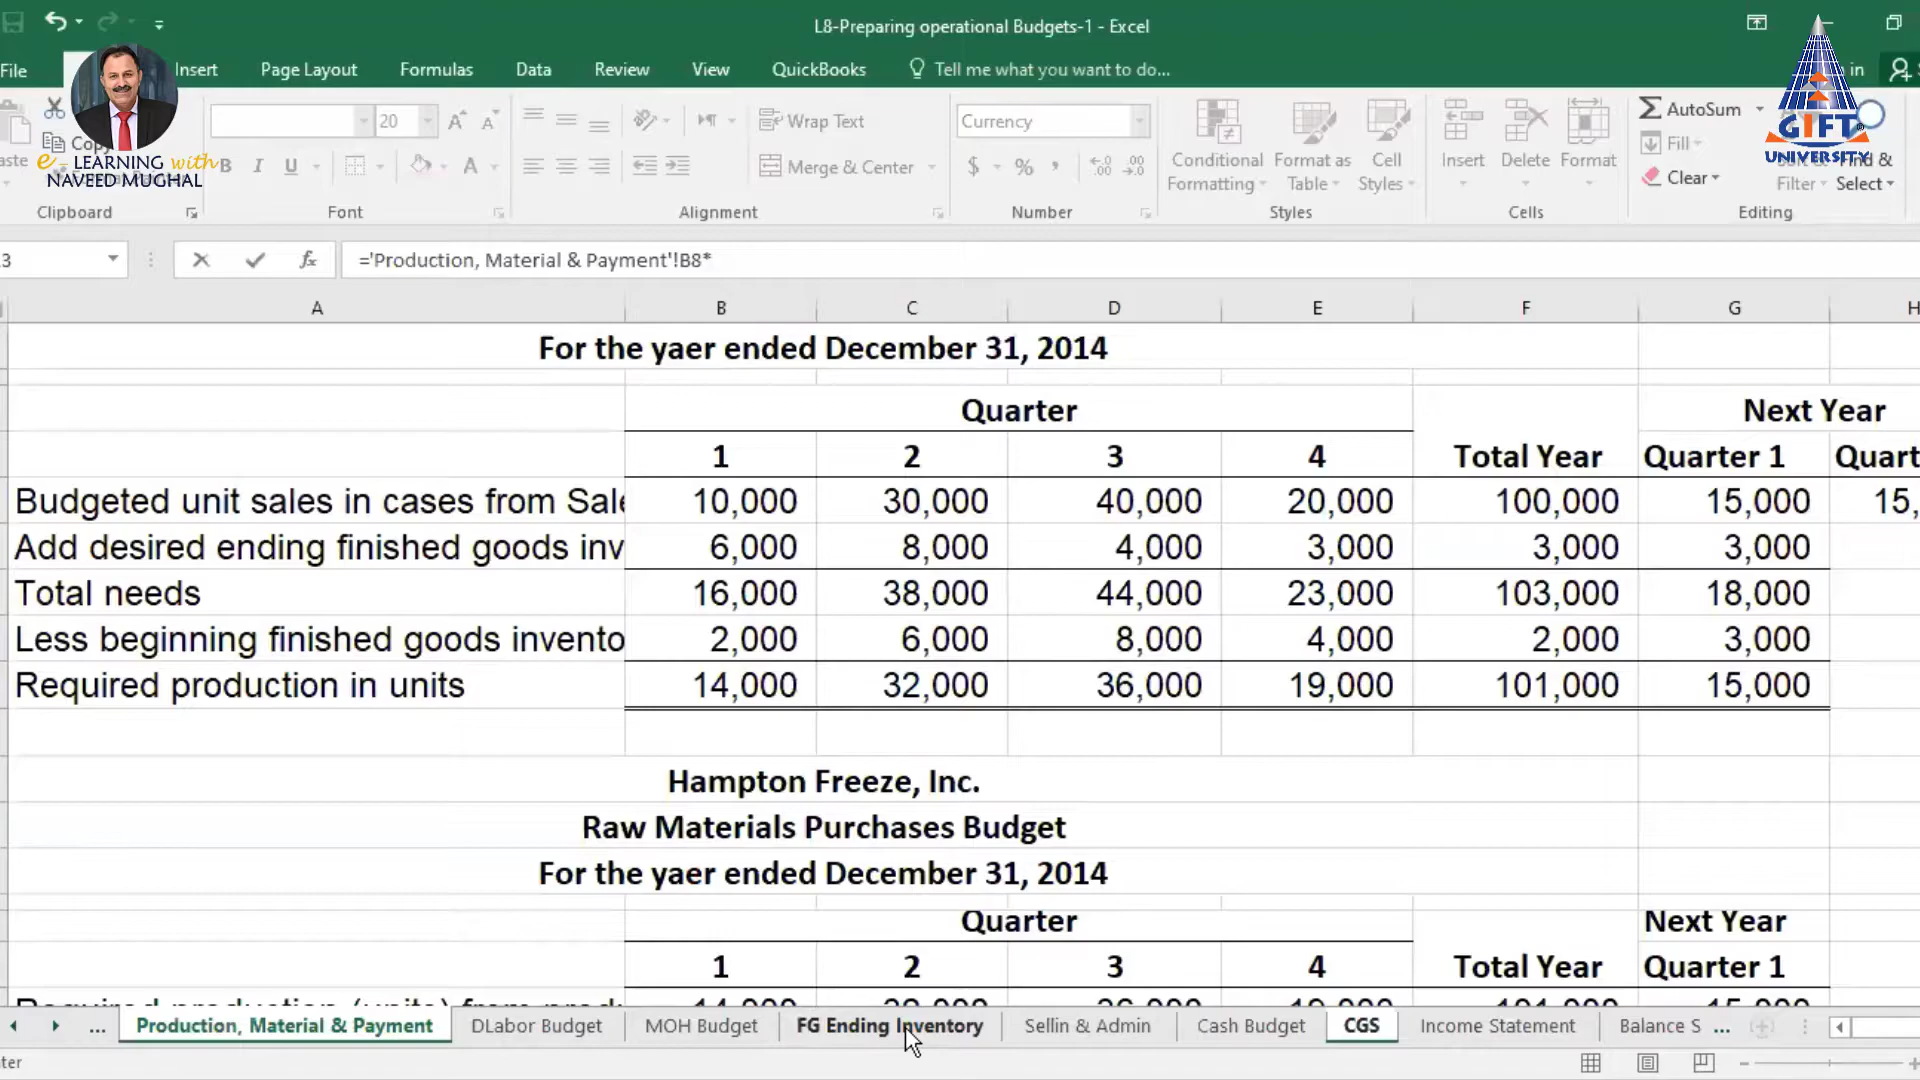 L8-Preparing operational Budgets-1 - Excel
File Insert Page Layout Formulas Data Review View QuickBooks Tell me what you want to do... in
20 Wrap Text Currency AutoSum
Conditional Formatting Format as Table Cell Styles Insert Delete Format
B I U Merge & Center $ % Fill Clear Filter Find & Select
e-LEARNING with
NAVEED MUGHAL
GIFT
UNIVERSITY
Clipboard Font Alignment Number Styles Cells Editing
3 fx ='Production, Material & Payment'!B8*
A B C D E F G H
For the yaer ended December 31, 2014
Quarter Next Year
1 2 3 4 Total Year Quarter 1 Quart
Budgeted unit sales in cases from Sale 10,000 30,000 40,000 20,000 100,000 15,000 15,
Add desired ending finished goods inv 6,000 8,000 4,000 3,000 3,000 3,000
Total needs 16,000 38,000 44,000 23,000 103,000 18,000
Less beginning finished goods invento 2,000 6,000 8,000 4,000 2,000 3,000
Required production in units 14,000 32,000 36,000 19,000 101,000 15,000
Hampton Freeze, Inc.
Raw Materials Purchases Budget
For the yaer ended December 31, 2014
Quarter Next Year
1 2 3 4 Total Year Quarter 1
... Production, Material & Payment DLabor Budget MOH Budget FG Ending Inventory Sellin & Admin Cash Budget CGS Income Statement Balance S ...
ter